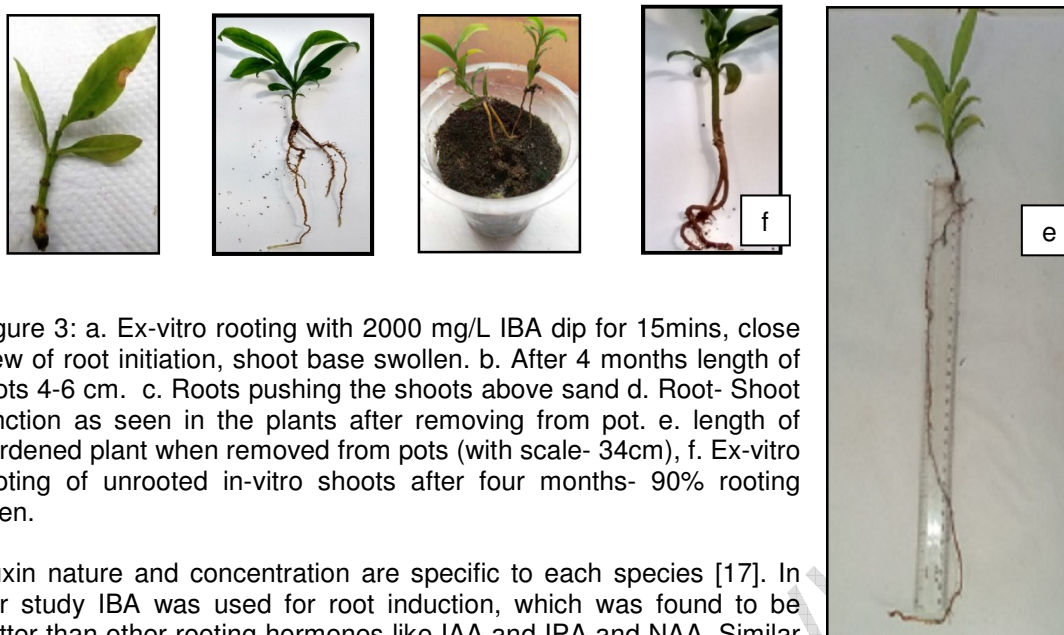 f
e
gure 3: a. Ex-vitro rooting with 2000 mg/L IBA dip for 15mins, close
ew of root initiation, shoot base swollen. b. After 4 months length of
ots 4-6 cm. c. Roots pushing the shoots above sand d. Root- Shoot
nction as seen in the plants after removing from pot. e. length of
rdened plant when removed from pots (with scale- 34cm), f. Ex-vitro
oting of unrooted in-vitro shoots after four months- 90% rooting
en.
uxin nature and concentration are specific to each species [17]. In
r study IBA was used for root induction, which was found to be
tter than other rooting hormones like IAA and IPA and NAA. Similar